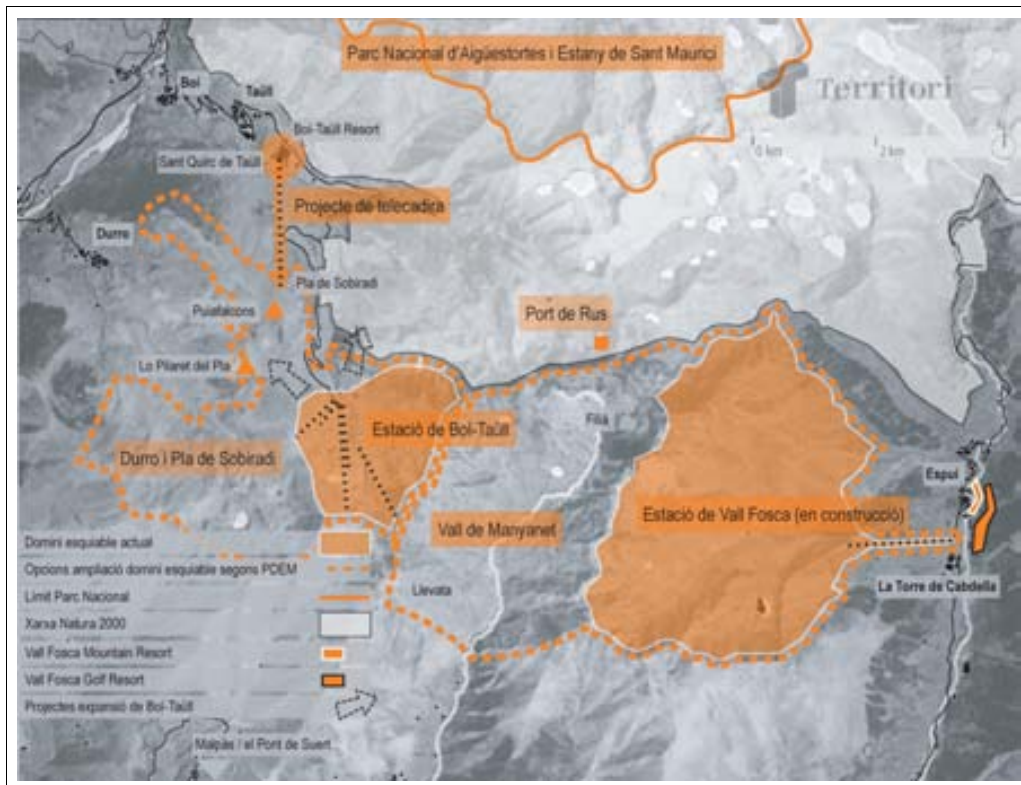 Parc Nacional d'Aigüestortes i Estany de Sant Maurici
Territori
0 km
2 km
Boí
Taüll
Boí-Taüll Resort
Sant Quirc de Taüll
Projecte de telecadira
Durro
Pla de Sobiradi
Puiafalcons
Port de Rus
Lo Pilaret del Pla
Estació de Boí-Taüll
Filià
Durro i Pla de Sobiradi
Espui
Estació de Vall Fosca (en construcció)
Vall de Manyanet
La Torre de Cabdella
Llevata
Domini esquiable actual
Opcions ampliació domini esquiable segons PDEM
Límit Parc Nacional
Xarxa Natura 2000
Vall Fosca Mountain Resort
Vall Fosca Golf Resort
Projectes expansió de Boí-Taüll
Malpàs i el Pont de Suert